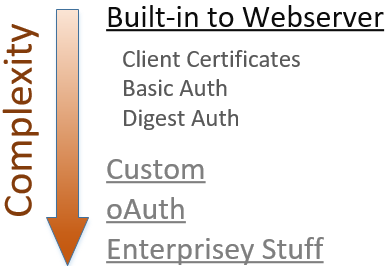 Complexity
Built-in to Webserver
Client Certificates
Basic Auth
Digest Auth
Custom
oAuth
Enterprisey Stuff